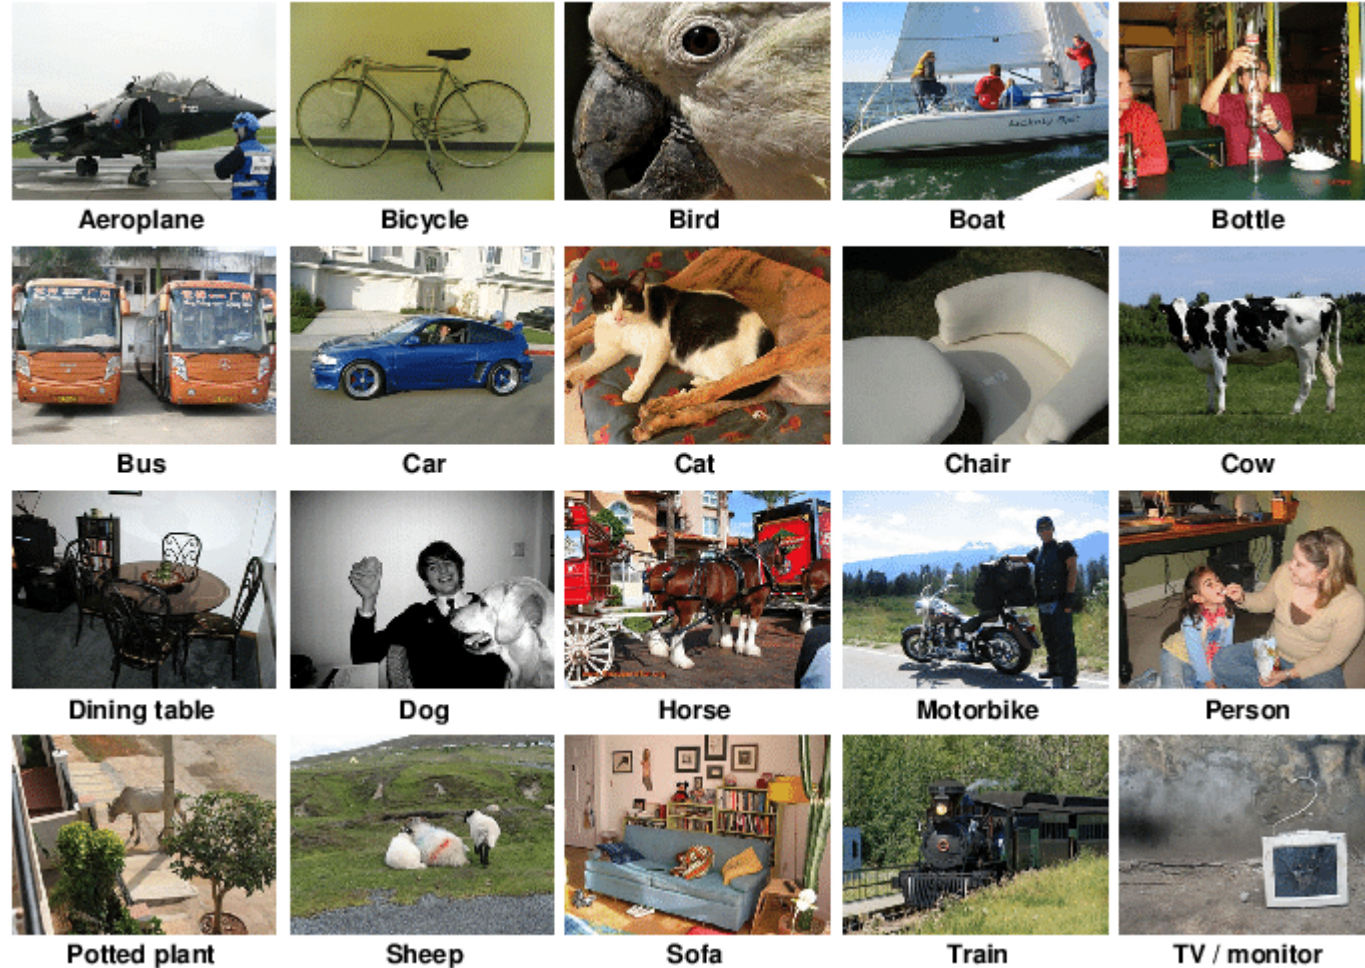 Aeroplane
Bicycle
Bird
Boat
Bottle
Bus
Car
Cat
Chair
Cow
Dining table
Dog
Horse
Motorbike
Person
Potted plant
Sheep
Sofa
Train
TV / monitor